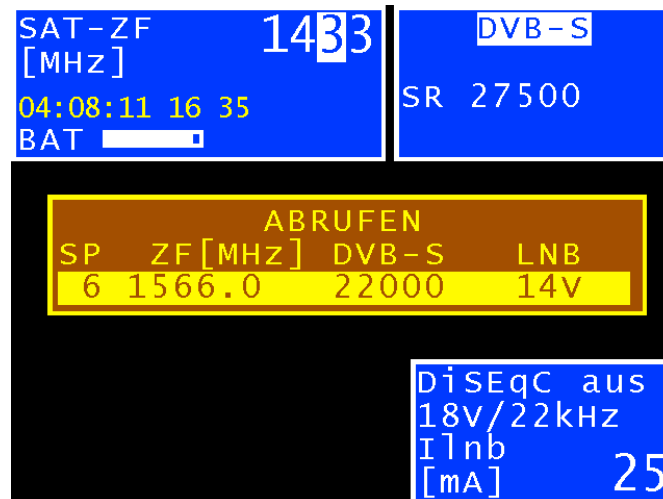 SAT-ZF 1433
[MHz]
04:08:11 16 35
BAT
DVB-S
SR 27500
ABRUFEN
SP ZF[MHz] DVB-S LNB
6 1566.0 22000 14V
DiSEqC aus
18V/22kHz
Ilnb
[mA] 25